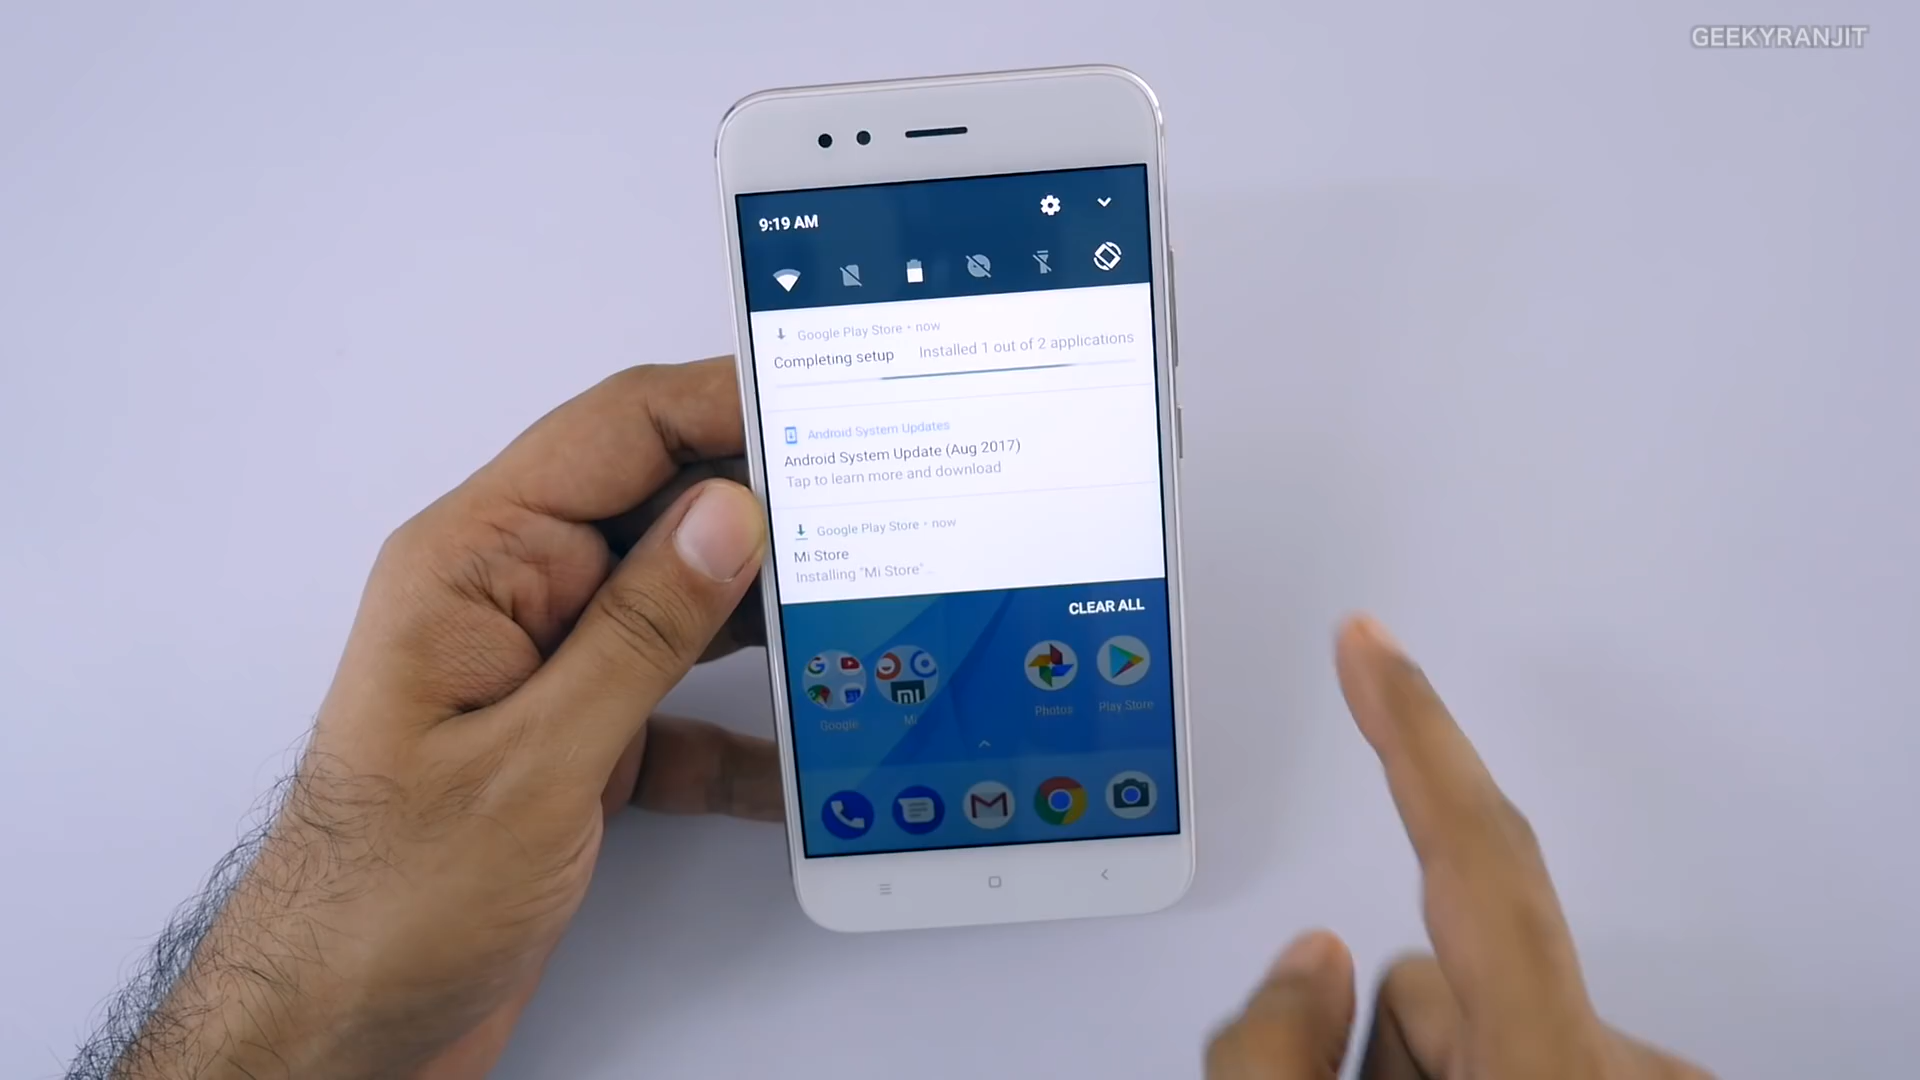 GEEKYRANJIT
9:19 AM
Google Play Store • now
Completing setup Installed 1 out of 2 applications
Android System Updates
Android System Update (Aug 2017)
Tap to learn more and download
Google Play Store • now
Mi Store
Installing "Mi Store"...
CLEAR ALL
Google
Mi
Photos
Play Store